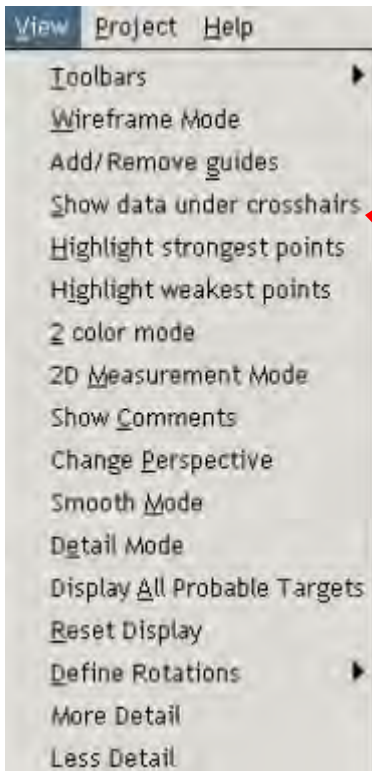 View Project Help
Toolbars
Wireframe Mode
Add/Remove guides
Show data under crosshairs
Highlight strongest points
Highlight weakest points
2 color mode
2D Measurement Mode
Show Comments
Change Perspective
Smooth Mode
Detail Mode
Display All Probable Targets
Reset Display
Define Rotations
More Detail
Less Detail